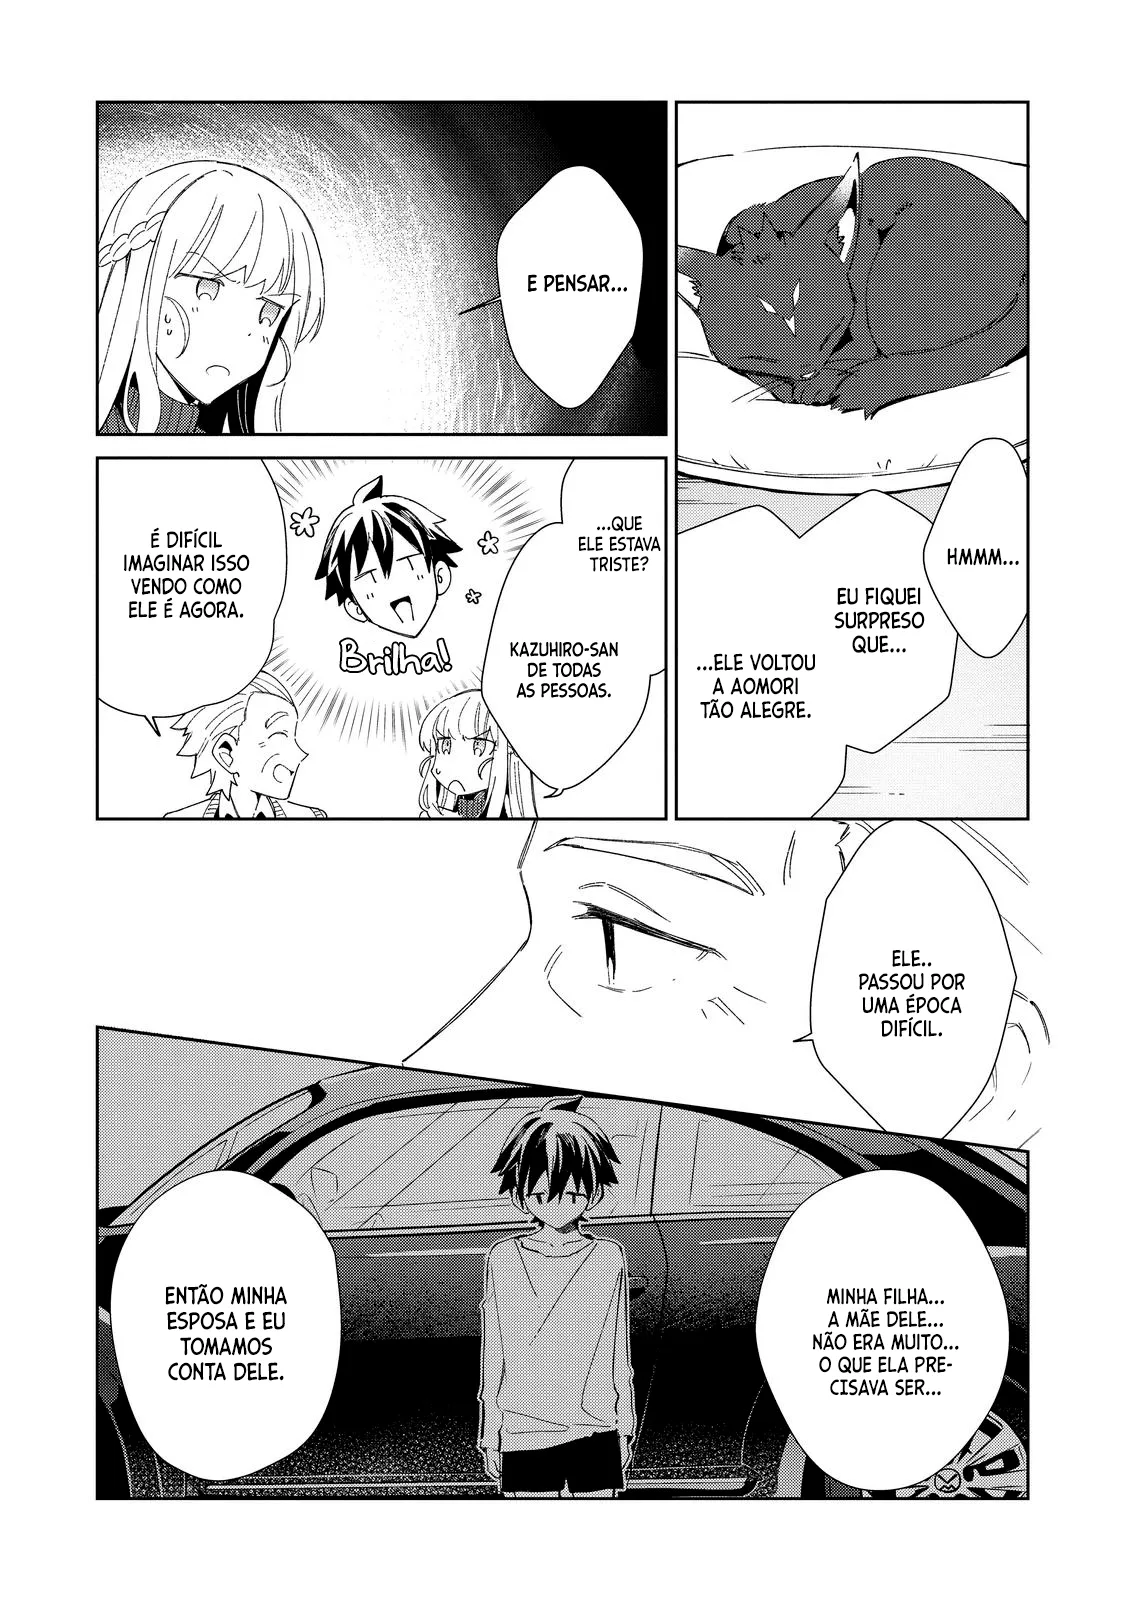 HMMM...
EU FIQUEI
SURPRESO
QUE...
...ELE VOLTOU
A AOMORI
TÃO ALEGRE.
E PENSAR...
...QUE
ELE ESTAVA
TRISTE?
KAZUHIRO-SAN
DE TODAS
AS PESSOAS.
Brilha!
É DIFÍCIL
IMAGINAR ISSO
VENDO COMO
ELE É AGORA.
ELE..
PASSOU POR
UMA ÉPOCA
DIFÍCIL.
MINHA FILHA...
A MÃE DELE...
NÃO ERA MUITO...
O QUE ELA PRE-
CISAVA SER...
ENTÃO MINHA
ESPOSA E EU
TOMAMOS
CONTA DELE.